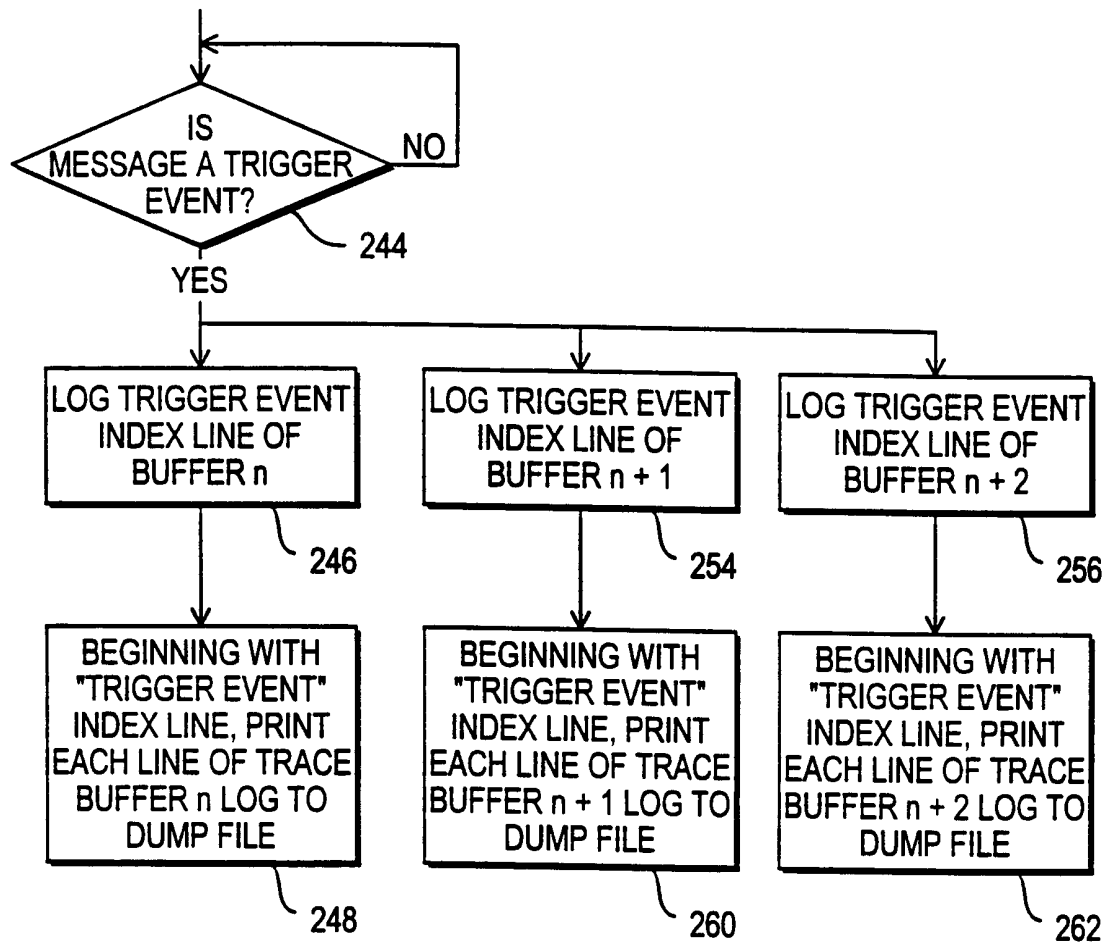 IS
MESSAGE A TRIGGER
EVENT?
NO
244
YES
LOG TRIGGER EVENT
INDEX LINE OF
BUFFER n
246
LOG TRIGGER EVENT
INDEX LINE OF
BUFFER n + 1
254
LOG TRIGGER EVENT
INDEX LINE OF
BUFFER n + 2
256
BEGINNING WITH
"TRIGGER EVENT"
INDEX LINE, PRINT
EACH LINE OF TRACE
BUFFER n LOG TO
DUMP FILE
248
BEGINNING WITH
"TRIGGER EVENT"
INDEX LINE, PRINT
EACH LINE OF TRACE
BUFFER n + 1 LOG TO
DUMP FILE
260
BEGINNING WITH
"TRIGGER EVENT"
INDEX LINE, PRINT
EACH LINE OF TRACE
BUFFER n + 2 LOG TO
DUMP FILE
262